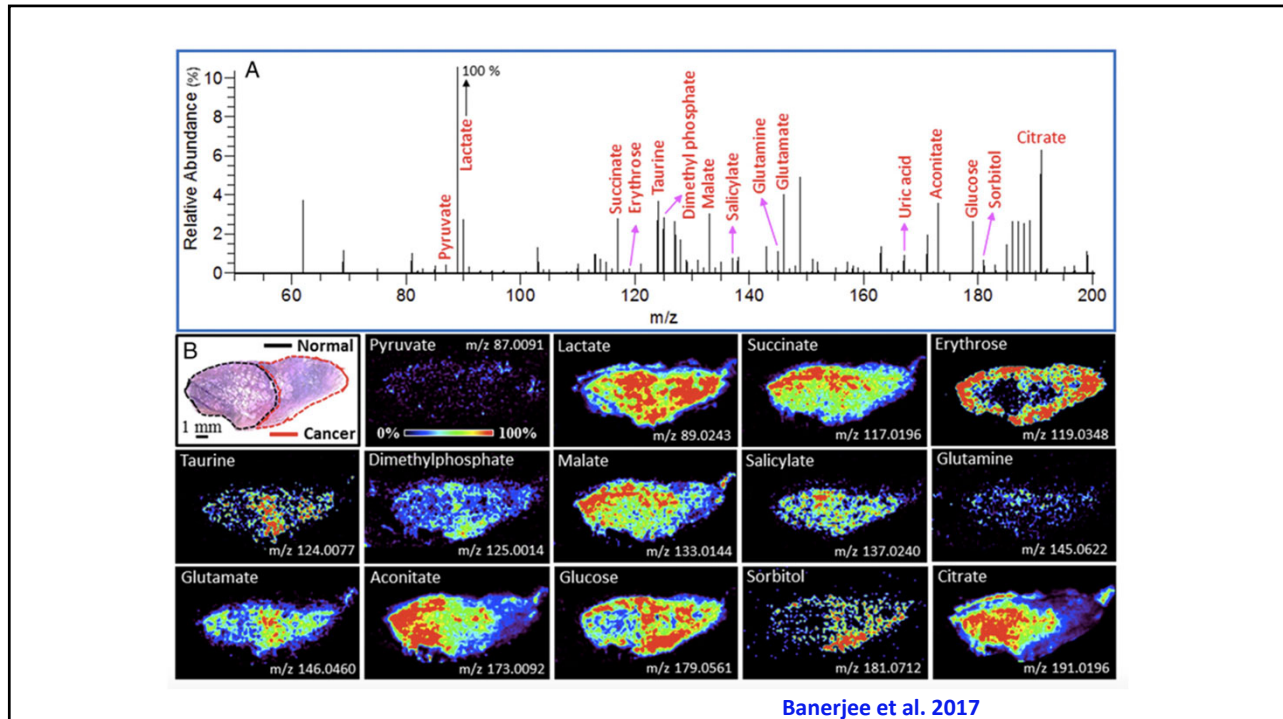 A
100 %
Relative Abundance (%)
10
8
6
4
2
0
Pyruvate
Lactate
Succinate
Erythrose
Taurine
Dimethyl phosphate
Malate
Salicylate
Glutamine
Glutamate
Uric acid
Aconitate
Glucose
Sorbitol
Citrate
60 80 100 120 140 160 180 200
m/z
B
Normal
1 mm
Cancer
Pyruvate m/z 87.0091
0% 100%
Lactate
m/z 89.0243
Succinate
m/z 117.0196
Erythrose
m/z 119.0348
Taurine
m/z 124.0077
Dimethylphosphate
m/z 125.0014
Malate
m/z 133.0144
Salicylate
m/z 137.0240
Glutamine
m/z 145.0622
Glutamate
m/z 146.0460
Aconitate
m/z 173.0092
Glucose
m/z 179.0561
Sorbitol
m/z 181.0712
Citrate
m/z 191.0196
Banerjee et al. 2017